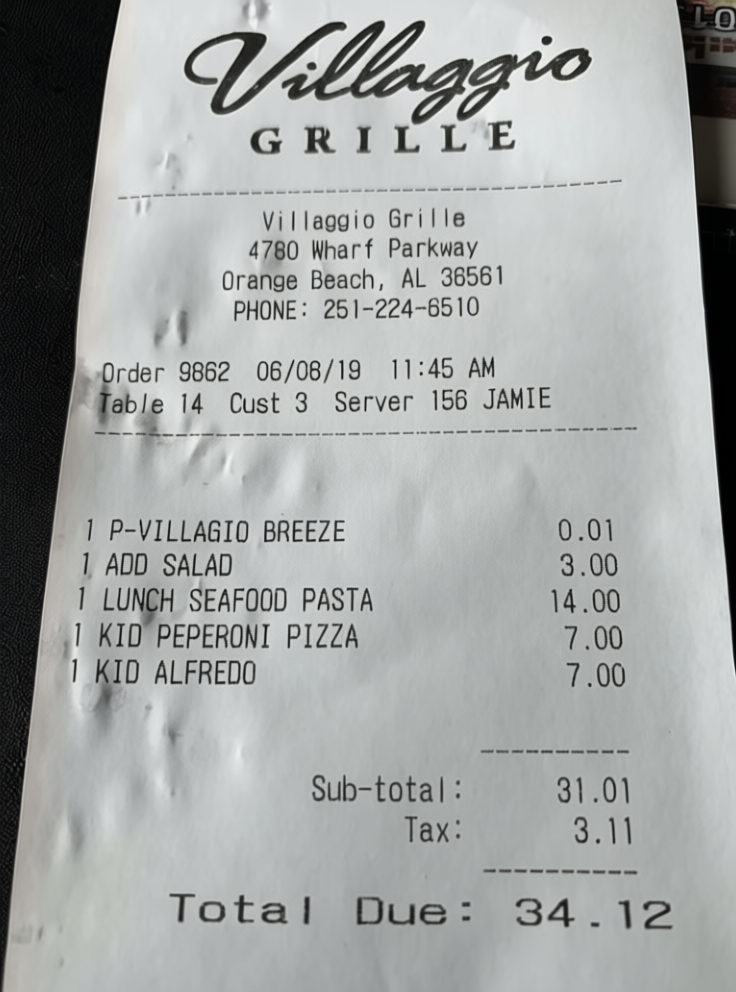 Villaggio
GRILLE
Villaggio Grille
4780 Wharf Parkway
Orange Beach, AL 36561
PHONE: 251-224-6510
Order 9862 06/08/19 11:45 AM
Table 14 Cust 3 Server 156 JAMIE
1 P-VILLAGIO BREEZE 0.01
1 ADD SALAD 3.00
1 LUNCH SEAFOOD PASTA 14.00
1 KID PEPERONI PIZZA 7.00
1 KID ALFREDO 7.00
Sub-total: 31.01
Tax: 3.11
Total Due: 34.12